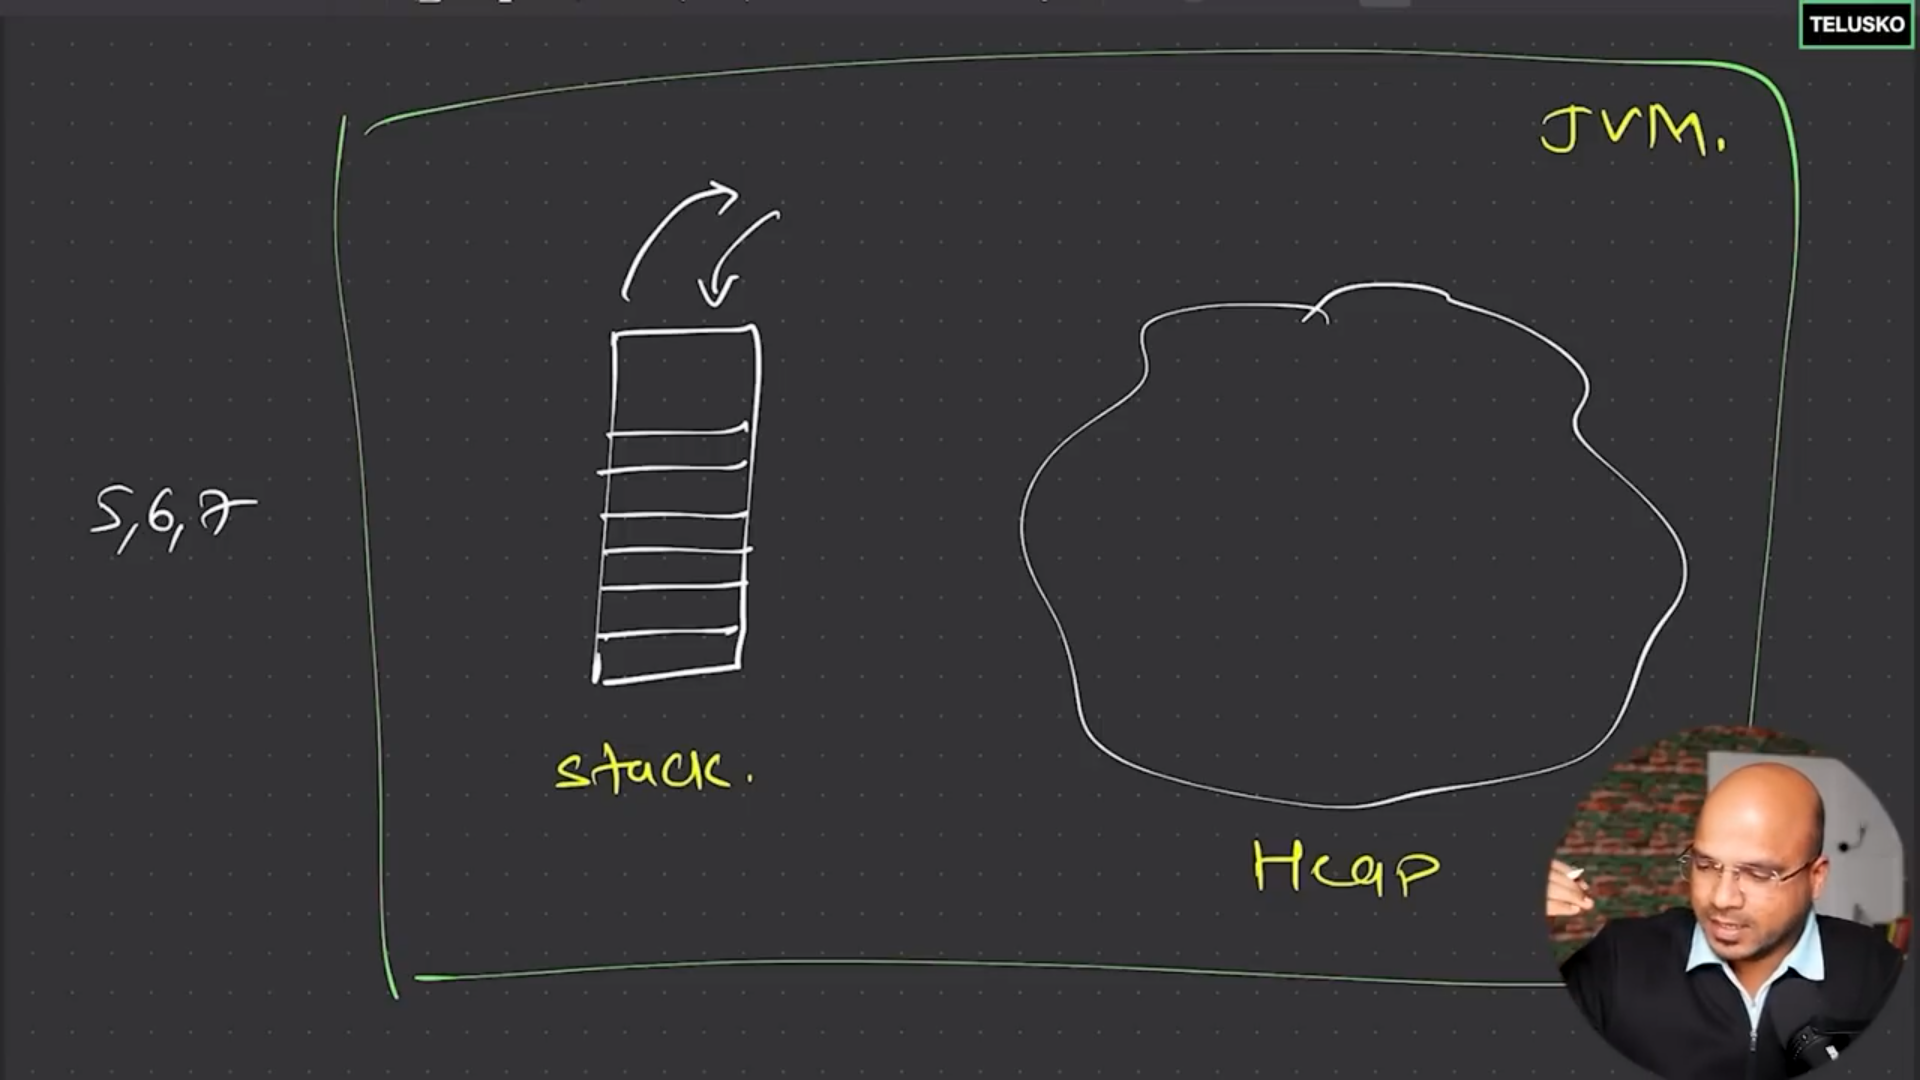 TELUSKO
JVM.
5,6,7
stack.
Heap